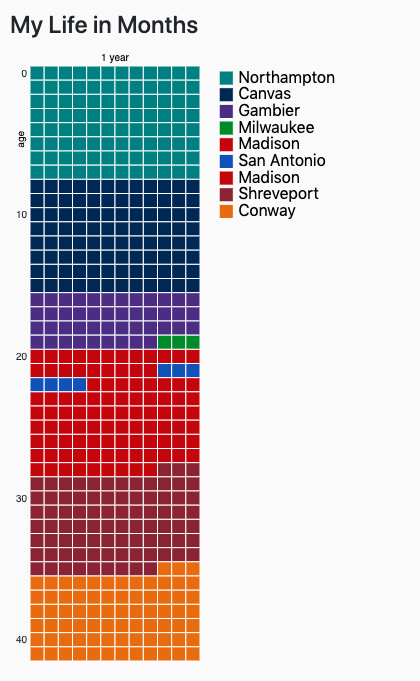 My Life in Months
1 year
0
age
10
20
30
40
Northampton
Canvas
Gambier
Milwaukee
Madison
San Antonio
Madison
Shreveport
Conway